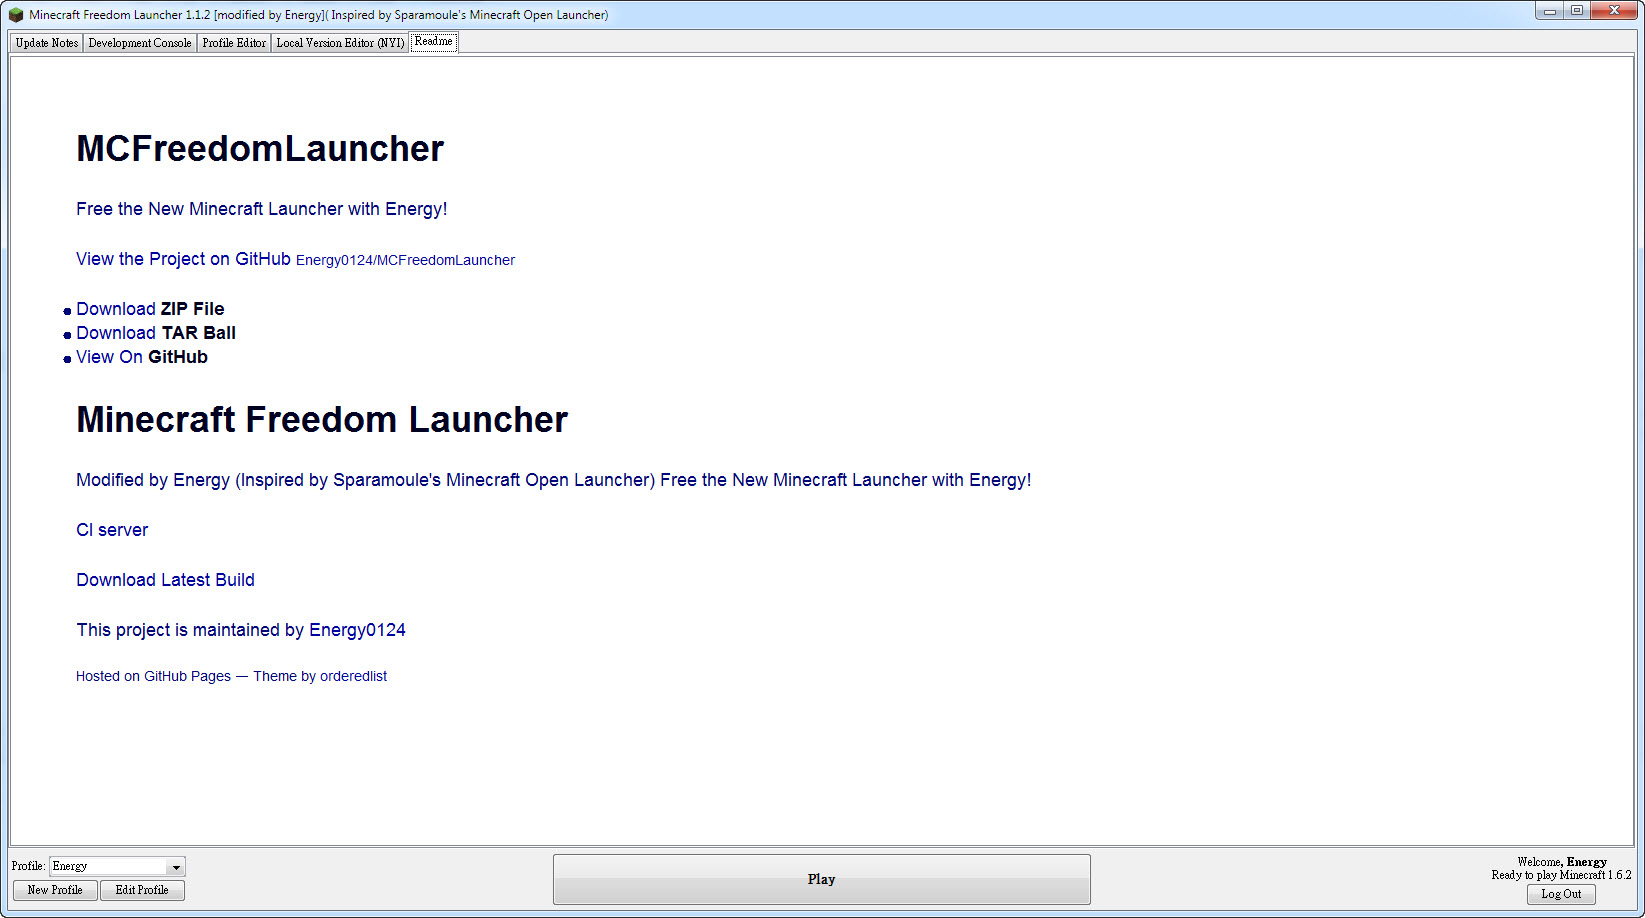 Minecraft Freedom Launcher 1.1.2 [modified by Energy]( Inspired by Sparamoule's Minecraft Open Launcher)
Update Notes Development Console Profile Editor Local Version Editor (NYI) Readme
MCFreedomLauncher
Free the New Minecraft Launcher with Energy!
View the Project on GitHub Energy0124/MCFreedomLauncher
Download ZIP File
Download TAR Ball
View On GitHub
Minecraft Freedom Launcher
Modified by Energy (Inspired by Sparamoule's Minecraft Open Launcher) Free the New Minecraft Launcher with Energy!
CI server
Download Latest Build
This project is maintained by Energy0124
Hosted on GitHub Pages — Theme by orderedlist
Profile: Energy
New Profile Edit Profile
Play
Welcome, Energy
Ready to play Minecraft 1.6.2
Log Out